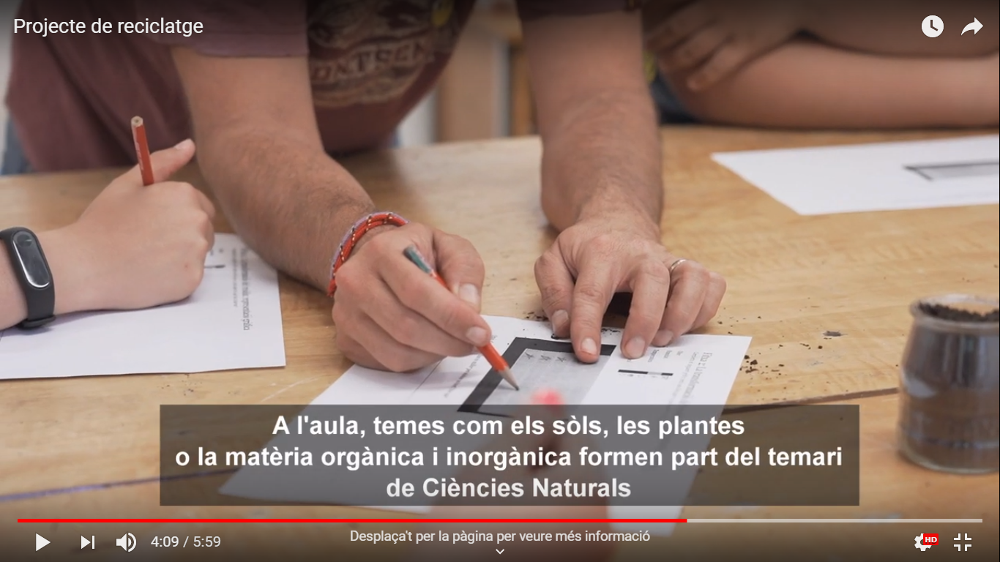 Projecte de reciclatge
A l'aula, temes com els sòls, les plantes
o la matèria orgànica i inorgànica formen part del temari
de Ciències Naturals
4:09 / 5:59
Desplaça't per la pàgina per veure més informació
HD